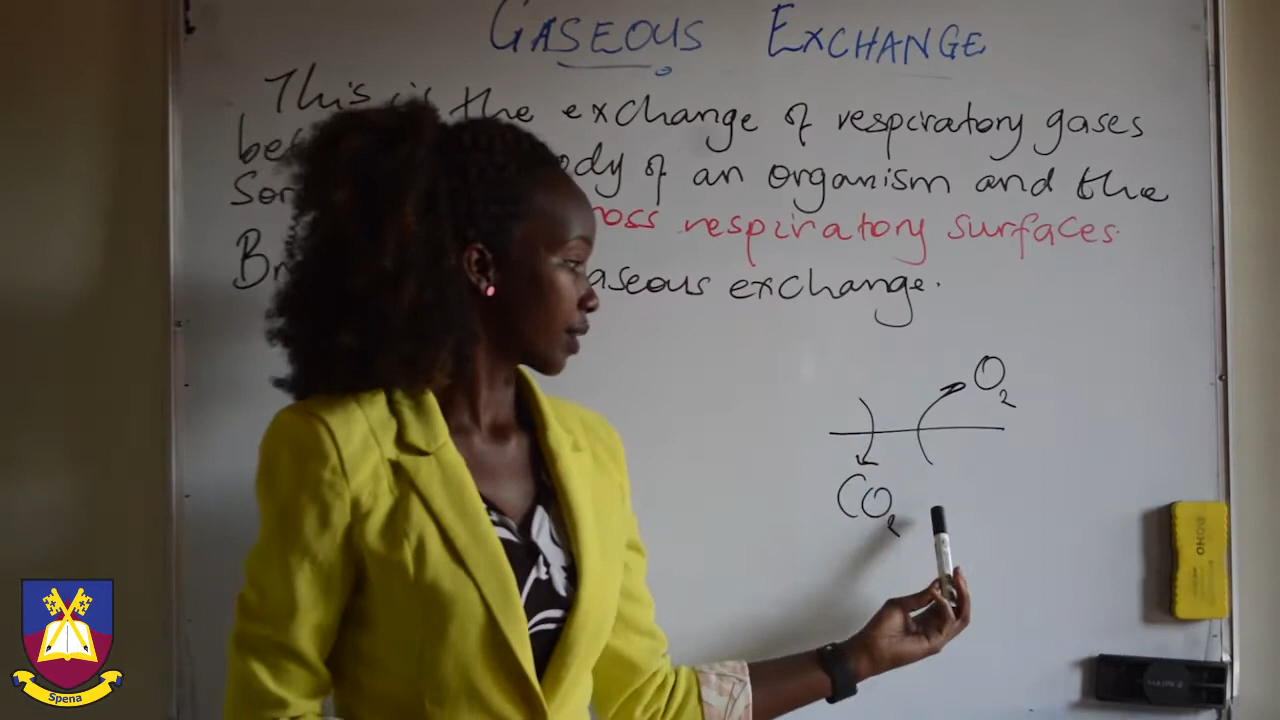 GASEOUS EXCHANGE
This is the exchange of respiratory gases
of an organism and the
respiratory surfaces.
exchange.
O2
CO2
Spena